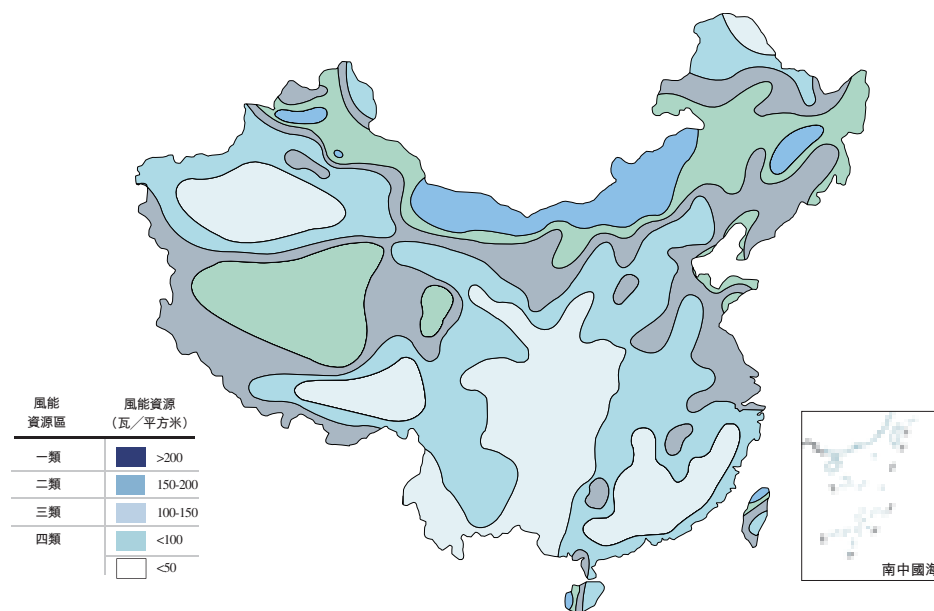 風能
資源區
風能資源
（瓦／平方米）
一類 >200
二類 150-200
三類 100-150
四類 <100
<50
南中國海